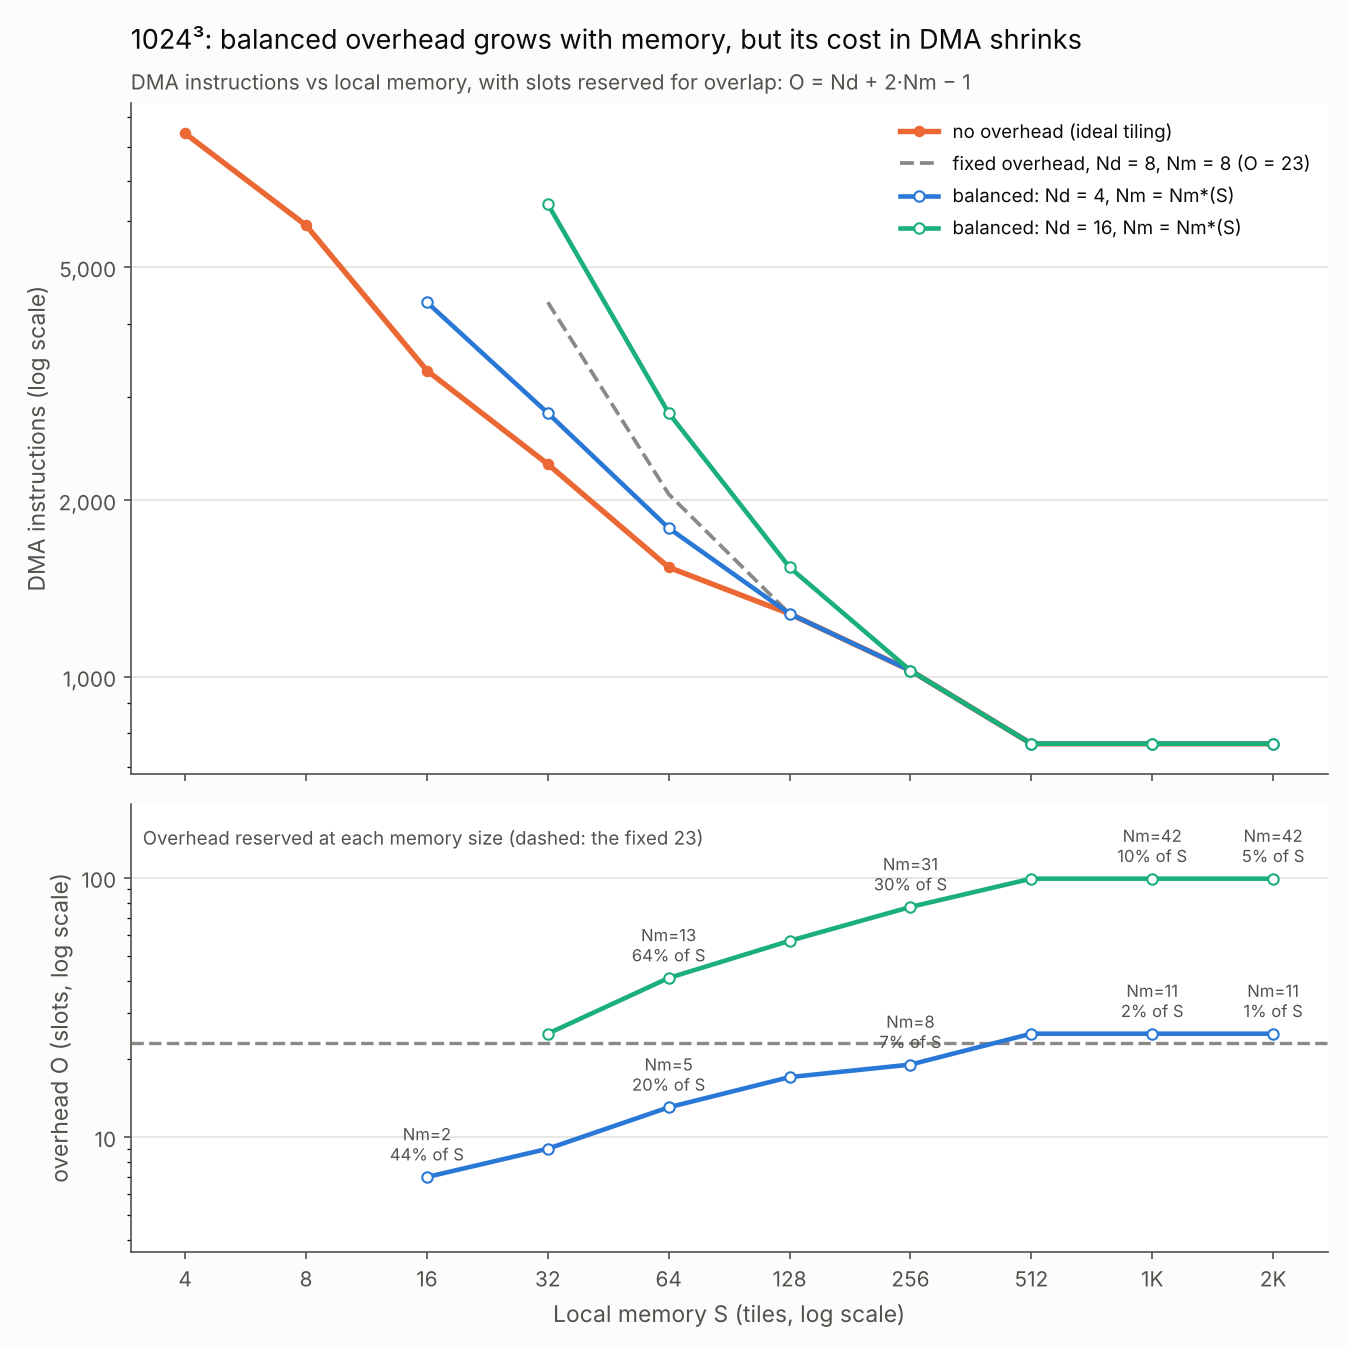 1024³: balanced overhead grows with memory, but its cost in DMA shrinks
DMA instructions vs local memory, with slots reserved for overlap: O = Nd + 2·Nm − 1
no overhead (ideal tiling)
fixed overhead, Nd = 8, Nm = 8 (O = 23)
balanced: Nd = 4, Nm = Nm*(S)
balanced: Nd = 16, Nm = Nm*(S)
DMA instructions (log scale)
5,000
2,000
1,000
Overhead reserved at each memory size (dashed: the fixed 23)
overhead O (slots, log scale)
100
10
Nm=42
10% of S
Nm=42
5% of S
Nm=31
30% of S
Nm=13
64% of S
Nm=11
2% of S
Nm=11
1% of S
Nm=8
7% of S
Nm=5
20% of S
Nm=2
44% of S
4 8 16 32 64 128 256 512 1K 2K
Local memory S (tiles, log scale)